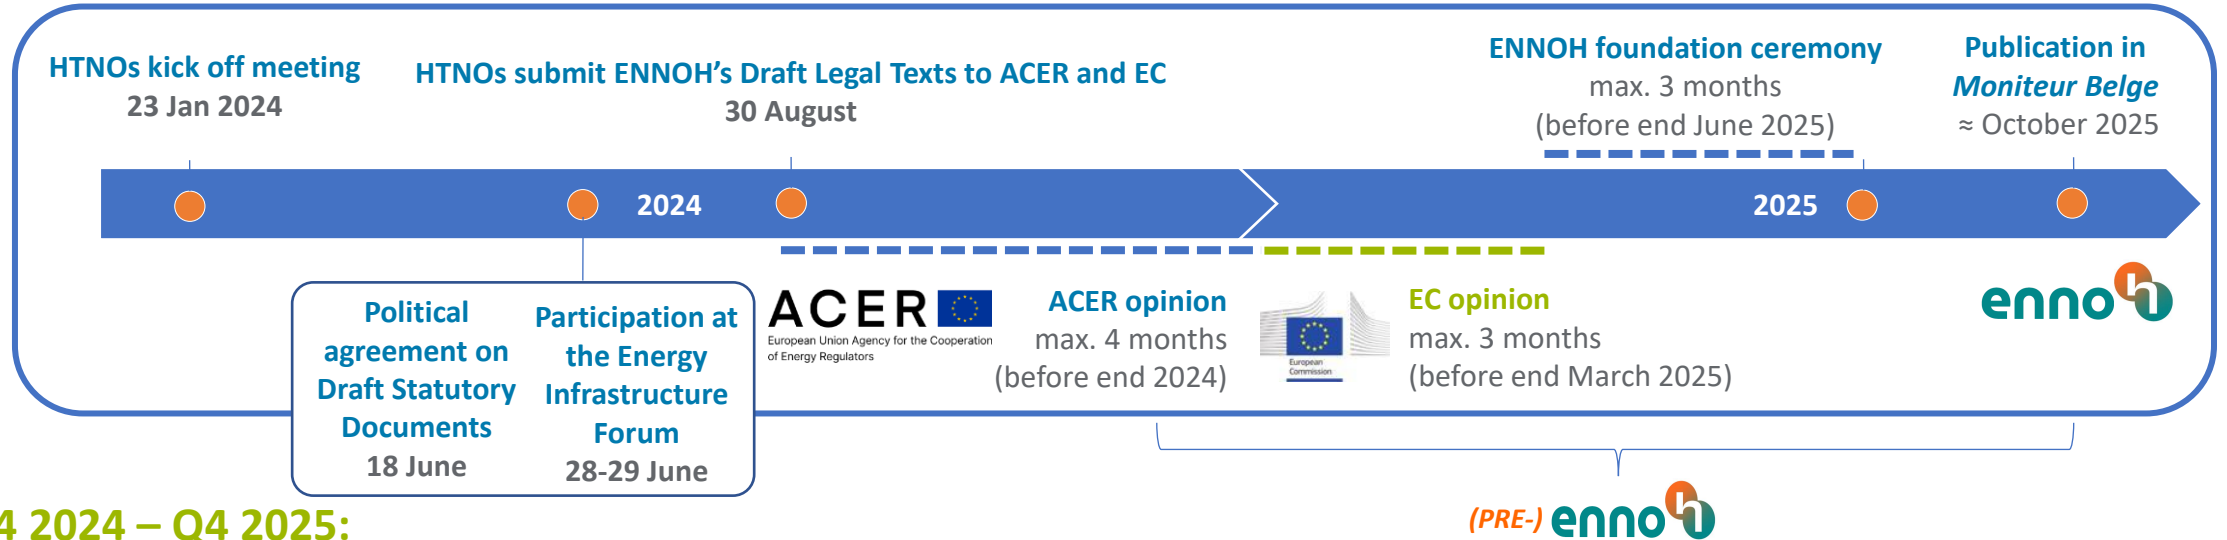 HTNOs kick off meeting
23 Jan 2024
HTNOs submit ENNOH's Draft Legal Texts to ACER and EC
30 August
ENNOH foundation ceremony
max. 3 months
(before end June 2025)
Publication in
Moniteur Belge
≈ October 2025
2024
2025
Political
agreement on
Draft Statutory
Documents
18 June
Participation at
the Energy
Infrastructure
Forum
28-29 June
ACER
European Union Agency for the Cooperation
of Energy Regulators
ACER opinion
max. 4 months
(before end 2024)
European
Commission
EC opinion
max. 3 months
(before end March 2025)
ennoh
(PRE-) ennoh
4 2024 – Q4 2025: